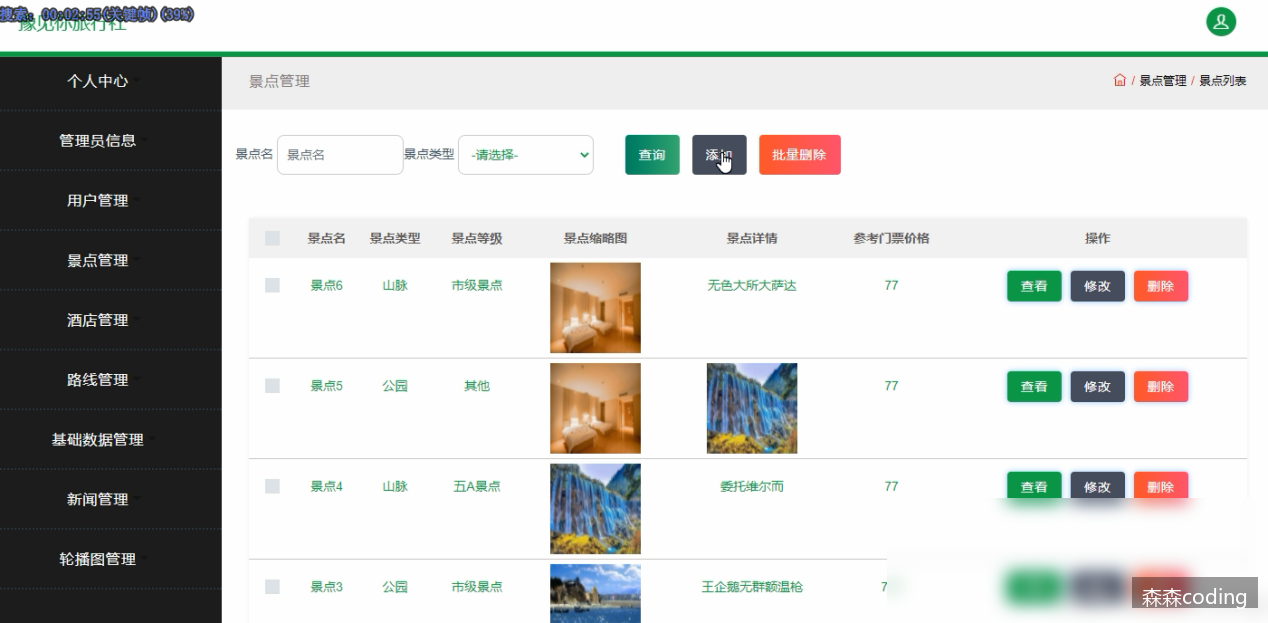 搜索: 00:02:55(关键帧) (39%)
豫见你旅行社
个人中心
管理员信息
用户管理
景点管理
酒店管理
路线管理
基础数据管理
新闻管理
轮播图管理
景点管理
/ 景点管理 / 景点列表
景点名 景点名 景点类型 -请选择- 查询 添加 批量删除
景点名 景点类型 景点等级 景点缩略图 景点详情 参考门票价格 操作
景点6 山脉 市级景点 无色大所大萨达 77 查看 修改 删除
景点5 公园 其他 77 查看 修改 删除
景点4 山脉 五A景点 委托维尔而 77 查看 修改 删除
景点3 公园 市级景点 王企鹅无群额温枪 7
森森coding